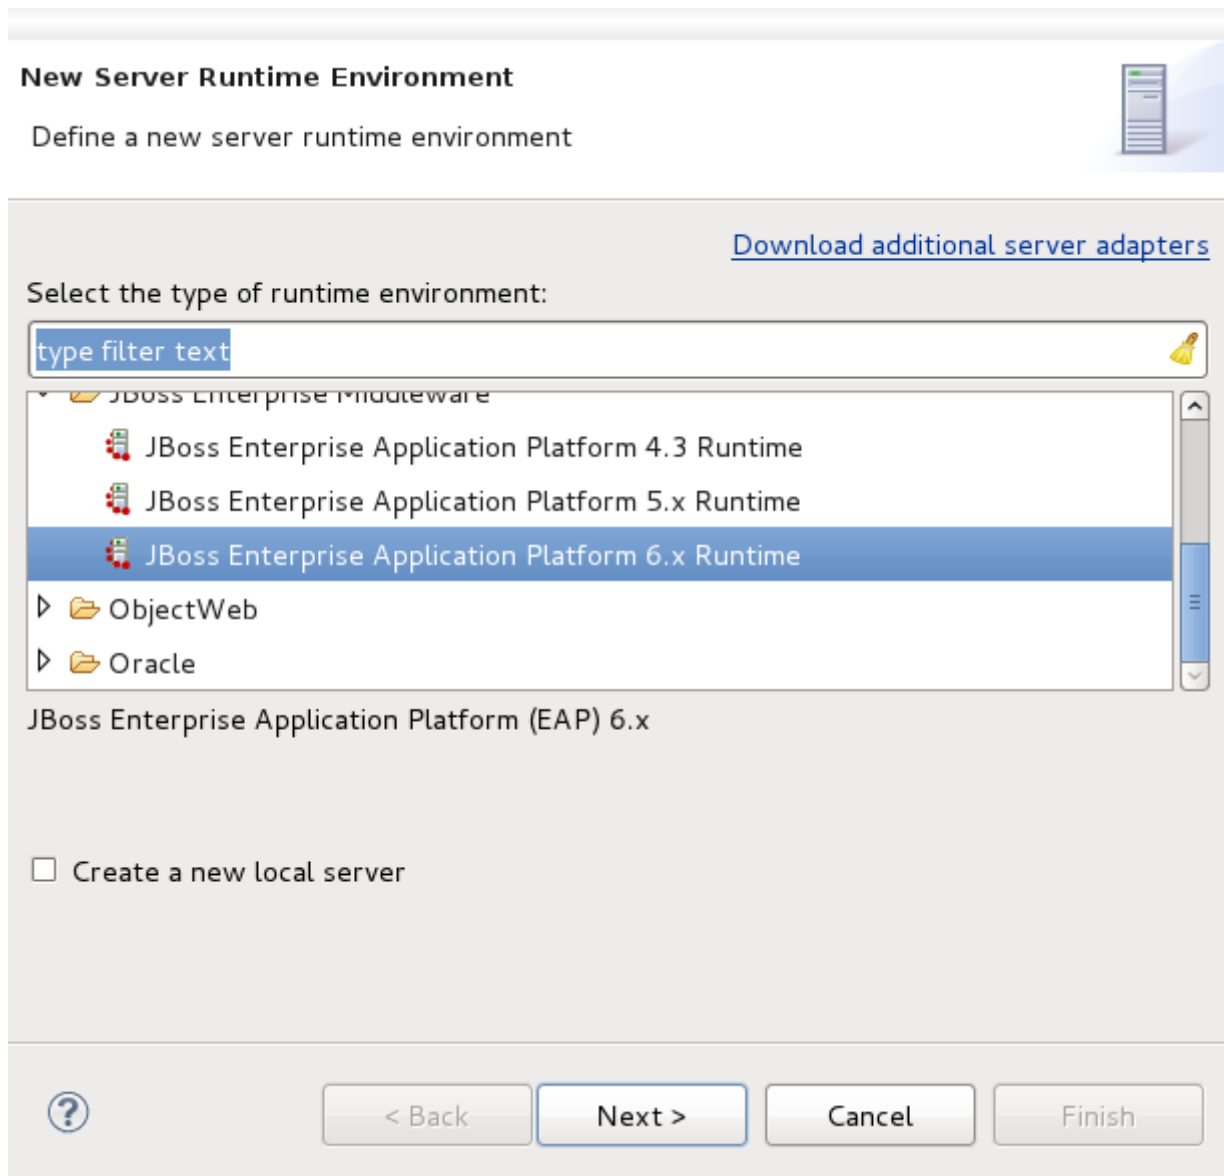 New Server Runtime Environment
Define a new server runtime environment
Download additional server adapters
Select the type of runtime environment:
type filter text
JBoss Enterprise Middleware
JBoss Enterprise Application Platform 4.3 Runtime
JBoss Enterprise Application Platform 5.x Runtime
JBoss Enterprise Application Platform 6.x Runtime
ObjectWeb
Oracle
JBoss Enterprise Application Platform (EAP) 6.x
Create a new local server
< Back Next > Cancel Finish